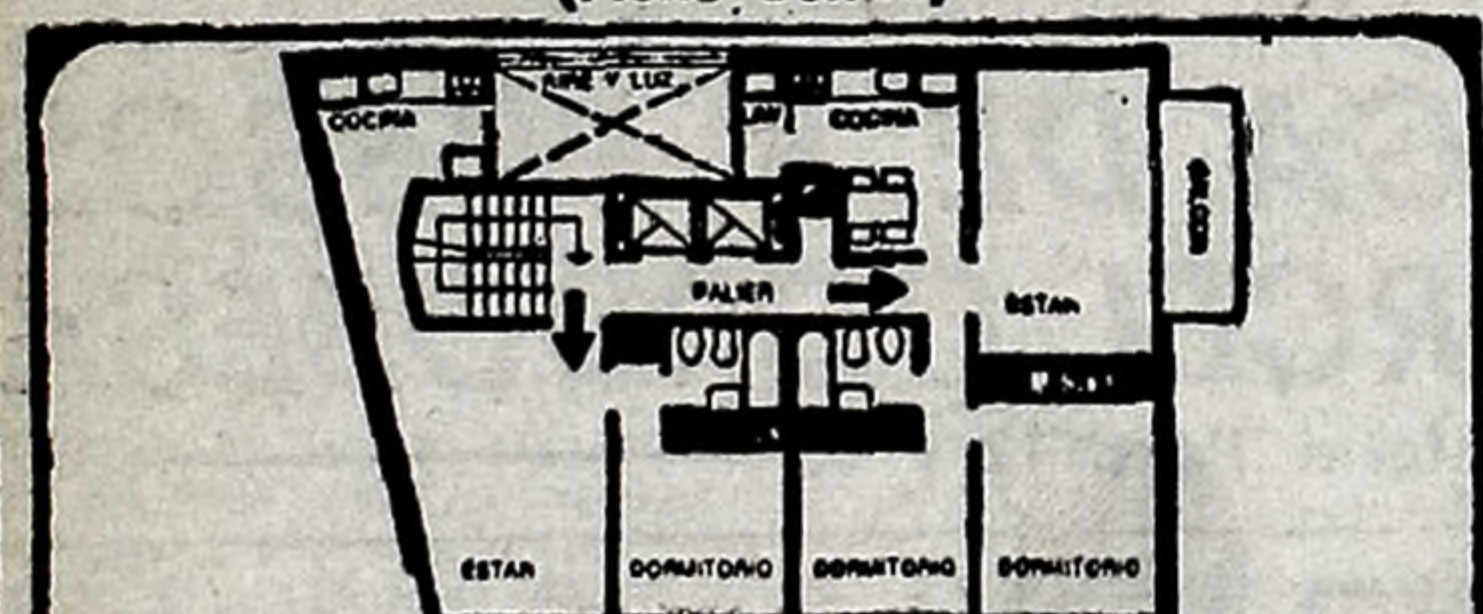 AIRE Y LUZ
COCINA
LAV
COCINA
BALCON
PALIER
ESTAR
ESTAR
DORMITORIO
DORMITORIO
DORMITORIO